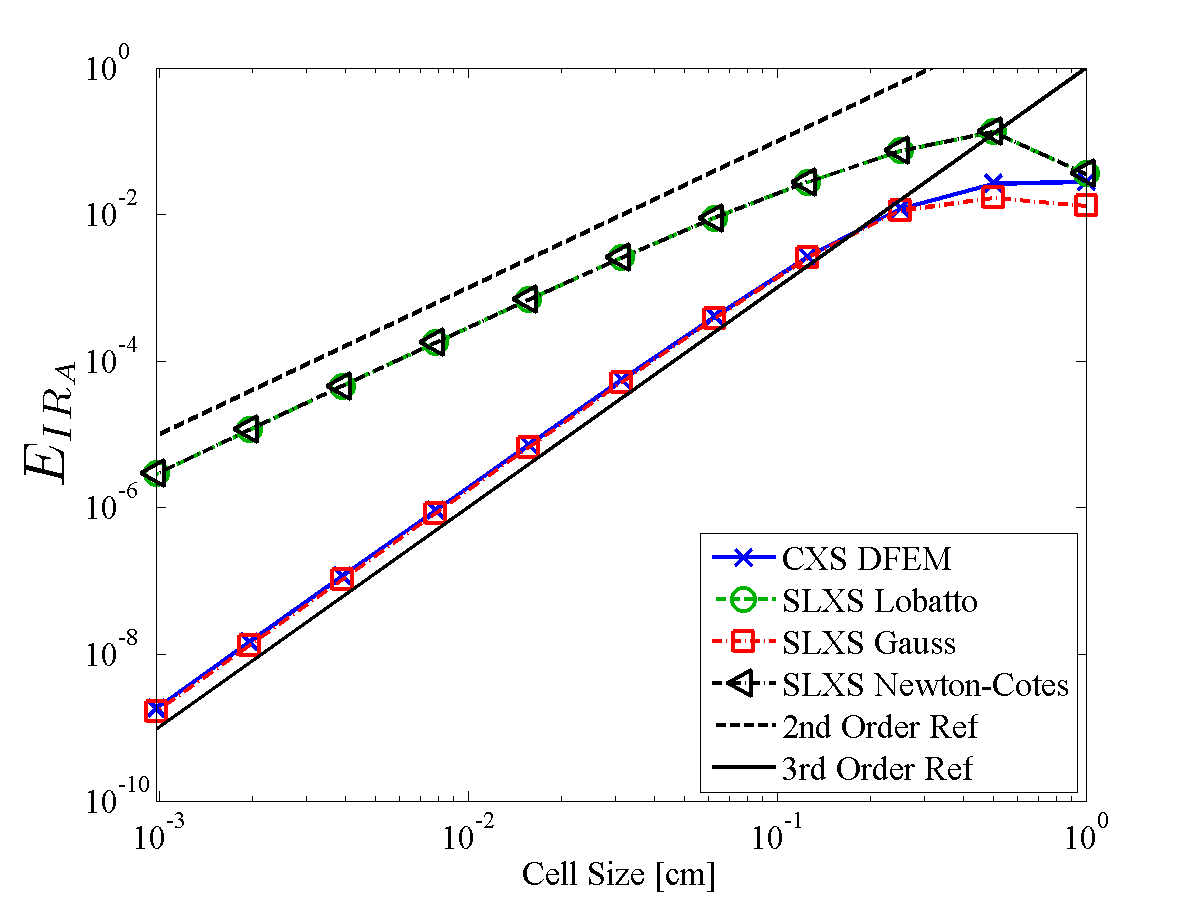 10^0
10^-2
10^-4
10^-6
10^-8
10^-10
E_{IR_A}
10^-3
10^-2
10^-1
10^0
Cell Size [cm]
CXS DFEM
SLXS Lobatto
SLXS Gauss
SLXS Newton-Cotes
2nd Order Ref
3rd Order Ref